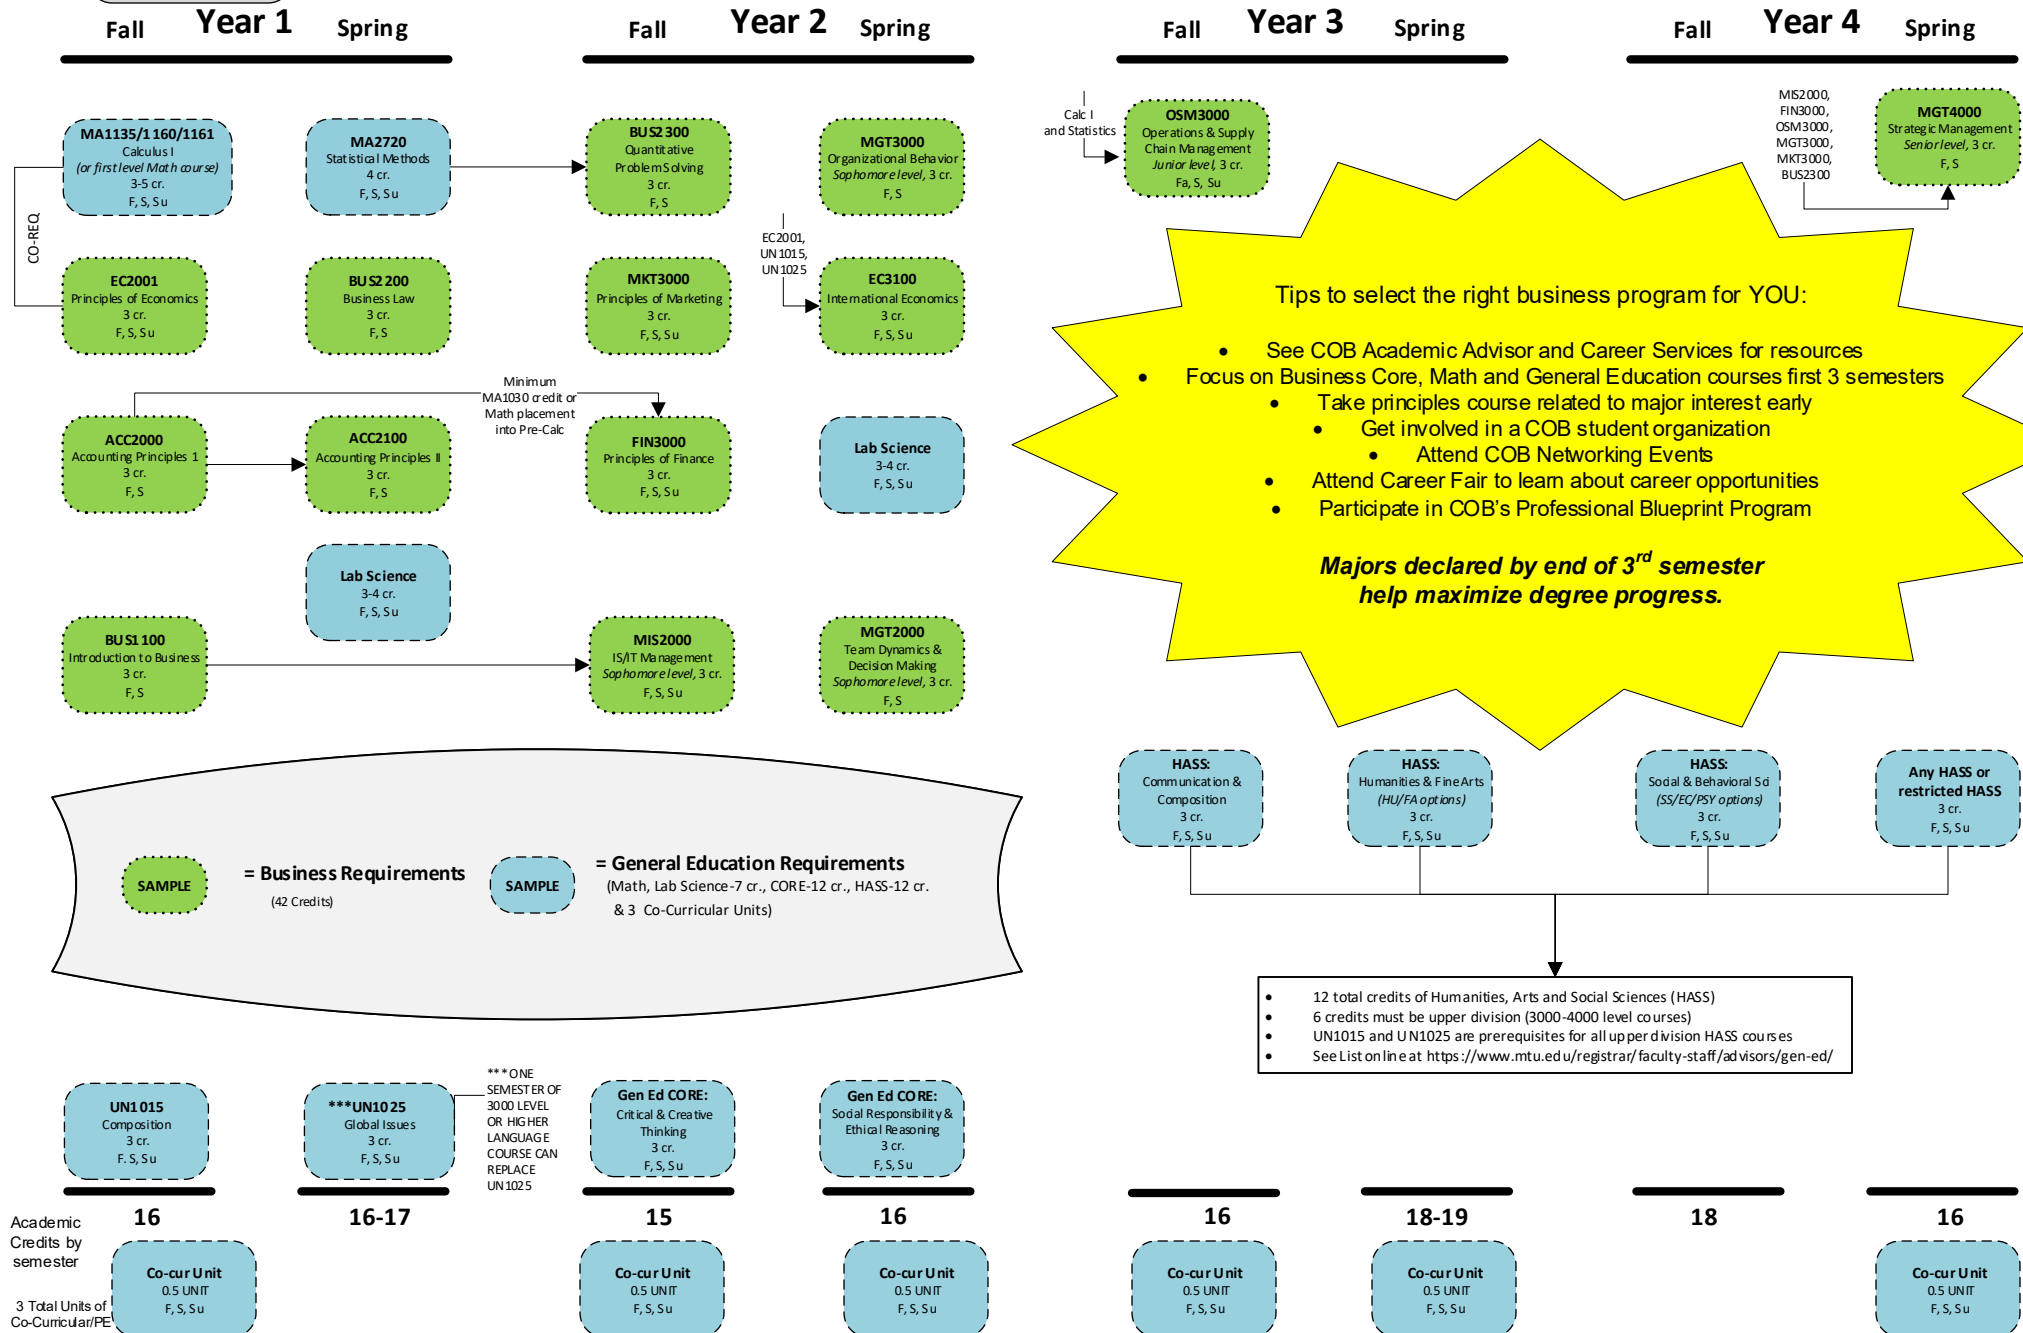 Year 1
Fall
Spring
Year 2
Fall
Spring
Year 3
Fall
Spring
Year 4
Fall
Spring
MA1135/1160/1161
Calculus I
(or first level Math course)
3-5 cr.
F, S, Su
MA2720
Statistical Methods
4 cr.
F, S, Su
BUS2300
Quantitative
Problem Solving
3 cr.
F, S
MGT3000
Organizational Behavior
Sophomore level, 3 cr.
F, S
Calc I
and Statistics
OSM3000
Operations & Supply
Chain Management
Junior level, 3 cr.
Fa, S, Su
MIS2000,
FIN3000,
OSM3000,
MGT3000,
MKT3000,
BUS2300
MGT4000
Strategic Management
Senior level, 3 cr.
F, S
CO-REQ
EC2001
Principles of Economics
3 cr.
F, S, Su
BUS2200
Business Law
3 cr.
F, S
MKT3000
Principles of Marketing
3 cr.
F, S, Su
EC2001,
UN1015,
UN1025
EC3100
International Economics
3 cr.
F, S, Su
ACC2000
Accounting Principles 1
3 cr.
F, S
ACC2100
Accounting Principles II
3 cr.
F, S
Minimum
MA1030 credit or
Math placement
into Pre-Calc
FIN3000
Principles of Finance
3 cr.
F, S, Su
Lab Science
3-4 cr.
F, S, Su
Lab Science
3-4 cr.
F, S, Su
BUS1100
Introduction to Business
3 cr.
F, S
MIS2000
IS/IT Management
Sophomore level, 3 cr.
F, S, Su
MGT2000
Team Dynamics &
Decision Making
Sophomore level, 3 cr.
F, S
Tips to select the right business program for YOU:
• See COB Academic Advisor and Career Services for resources
• Focus on Business Core, Math and General Education courses first 3 semesters
• Take principles course related to major interest early
• Get involved in a COB student organization
• Attend COB Networking Events
• Attend Career Fair to learn about career opportunities
• Participate in COB's Professional Blueprint Program
Majors declared by end of 3rd semester
help maximize degree progress.
SAMPLE
= Business Requirements
(42 Credits)
SAMPLE
= General Education Requirements
(Math, Lab Science-7 cr., CORE-12 cr., HASS-12 cr.
& 3 Co-Curricular Units)
HASS:
Communication &
Composition
3 cr.
F, S, Su
HASS:
Humanities & Fine Arts
(HU/FA options)
3 cr.
F, S, Su
HASS:
Social & Behavioral Sci
(SS/EC/PSY options)
3 cr.
F, S, Su
Any HASS or
restricted HASS
3 cr.
F, S, Su
• 12 total credits of Humanities, Arts and Social Sciences (HASS)
• 6 credits must be upper division (3000-4000 level courses)
• UN1015 and UN1025 are prerequisites for all upper division HASS courses
• See List online at https://www.mtu.edu/registrar/faculty-staff/advisors/gen-ed/
UN1015
Composition
3 cr.
F. S, Su
***UN1025
Global Issues
3 cr.
F, S, Su
*** ONE
SEMESTER OF
3000 LEVEL
OR HIGHER
LANGUAGE
COURSE CAN
REPLACE
UN1025
Gen Ed CORE:
Critical & Creative
Thinking
3 cr.
F, S, Su
Gen Ed CORE:
Social Responsibility &
Ethical Reasoning
3 cr.
F, S, Su
Academic
Credits by
semester
16
16-17
15
16
16
18-19
18
16
3 Total Units of
Co-Curricular/PE
Co-cur Unit
0.5 UNIT
F, S, Su
Co-cur Unit
0.5 UNIT
F, S, Su
Co-cur Unit
0.5 UNIT
F, S, Su
Co-cur Unit
0.5 UNIT
F, S, Su
Co-cur Unit
0.5 UNIT
F, S, Su
Co-cur Unit
0.5 UNIT
F, S, Su